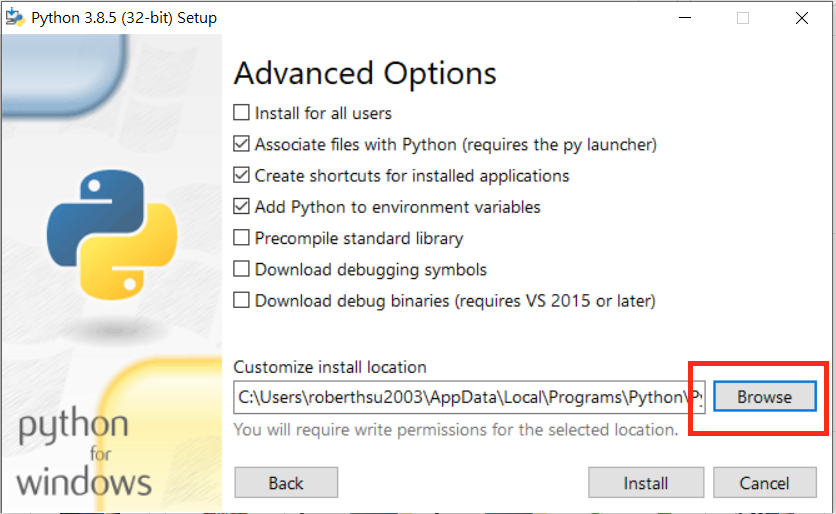 Python 3.8.5 (32-bit) Setup
Advanced Options
Install for all users
Associate files with Python (requires the py launcher)
Create shortcuts for installed applications
Add Python to environment variables
Precompile standard library
Download debugging symbols
Download debug binaries (requires VS 2015 or later)
Customize install location
C:\Users\roberthsu2003\AppData\Local\Programs\Python\Py
Browse
You will require write permissions for the selected location.
python
for
windows
Back
Install
Cancel